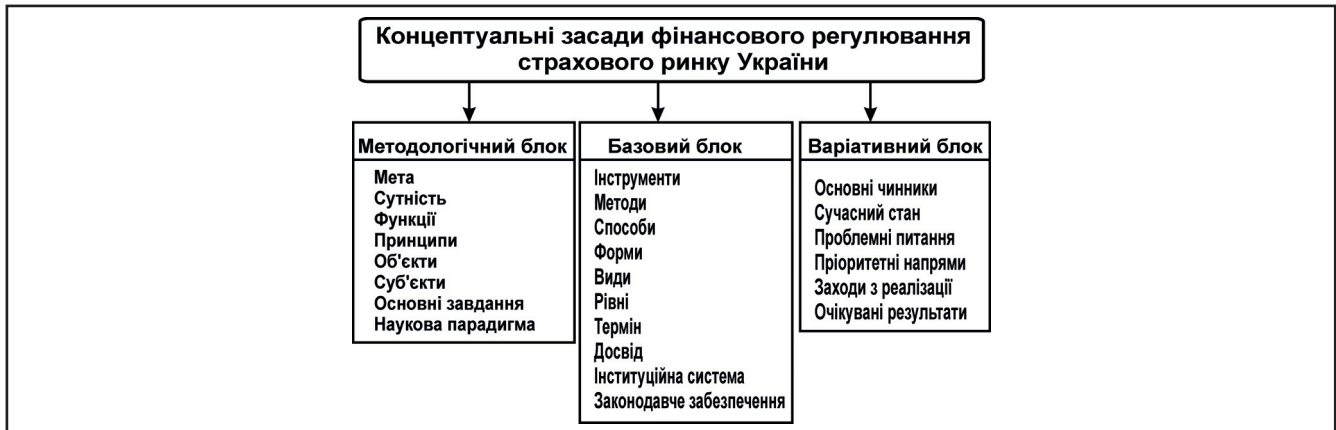 Концептуальні засади фінансового регулювання
страхового ринку України
Методологічний блок
Мета
Сутність
Функції
Принципи
Об'єкти
Суб'єкти
Основні завдання
Наукова парадигма
Базовий блок
Інструменти
Методи
Способи
Форми
Види
Рівні
Термін
Досвід
Інституційна система
Законодавче забезпечення
Варіативний блок
Основні чинники
Сучасний стан
Проблемні питання
Пріоритетні напрями
Заходи з реалізації
Очікувані результати